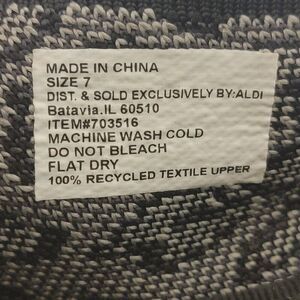 MADE IN CHINA
SIZE 7
DIST. & SOLD EXCLUSIVELY BY:ALDI
Batavia.IL 60510
ITEM#703516
MACHINE WASH COLD
DO NOT BLEACH
FLAT DRY
100% RECYCLED TEXTILE UPPER